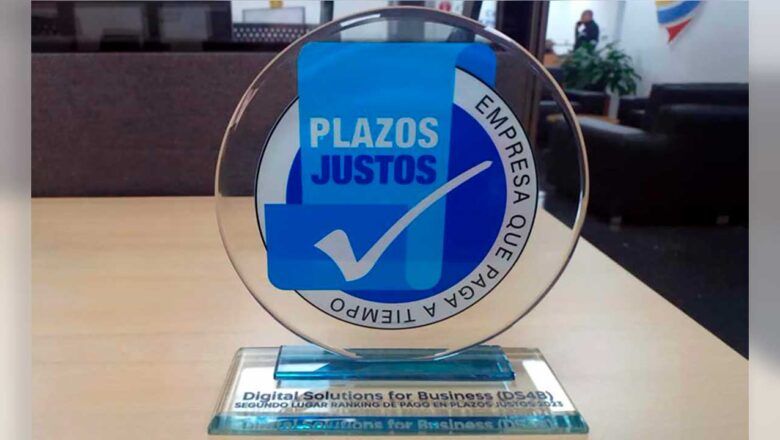 PLAZOS
JUSTOS
EMPRESA QUE PAGA A TIEMPO
Digital Solutions for Business (DS4B)
SEGUNDO LUGAR RANKING DE PAGO EN PLAZOS JUSTOS 2023